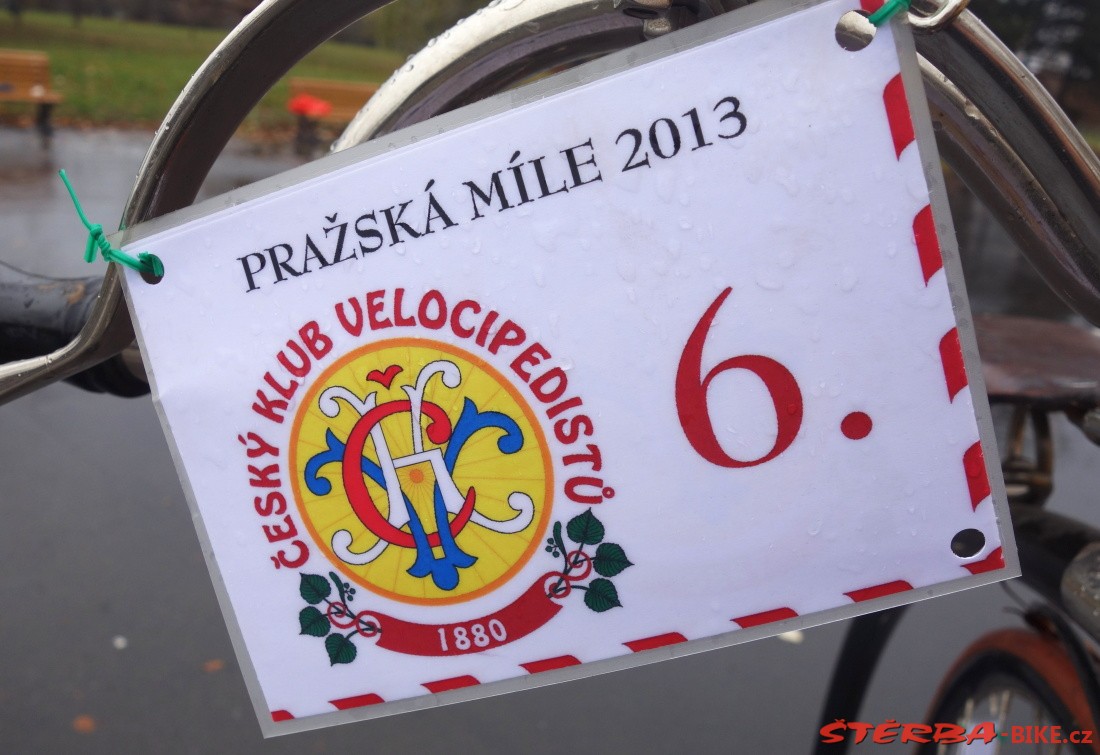 PRAŽSKÁ MÍLE 2013
ČESKÝ KLUB VELOCIPEDISTŮ
6.
1880
ŠTĚRBA-BIKE.cz